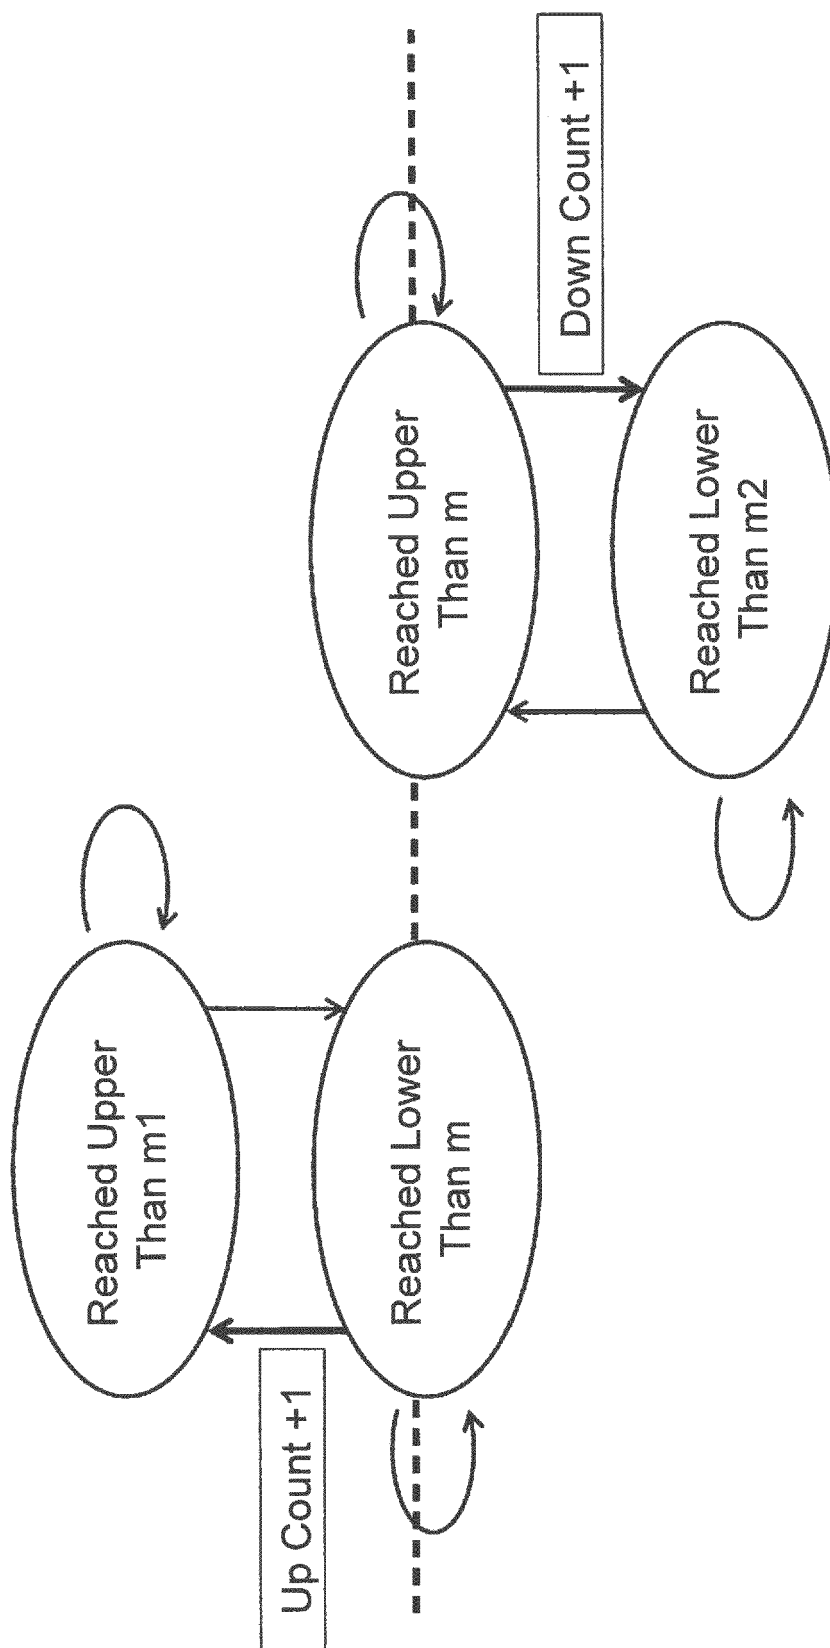 Reached Upper
Than m1
Up Count +1
Reached Lower
Than m
Reached Upper
Than m
Down Count +1
Reached Lower
Than m2